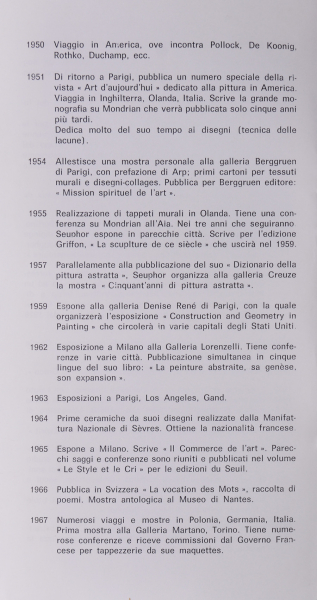 1950 Viaggio in America, ove incontra Pollock, De Koonig,
Rothko, Duchamp, ecc.
1951 Di ritorno a Parigi, pubblica un numero speciale della ri-
vista « Art d'aujourd'hui » dedicato alla pittura in America.
Viaggia in Inghilterra, Olanda, Italia. Scrive la grande mo-
nografia su Mondrian che verrà pubblicata solo cinque anni
più tardi.
Dedica molto del suo tempo ai disegni (tecnica delle
lacune).
1954 Allestisce una mostra personale alla galleria Berggruen
di Parigi, con prefazione di Arp; primi cartoni per tessuti
murali e disegni-collages. Pubblica per Berggruen editore:
« Mission spirituel de l'art ».
1955 Realizzazione di tappeti murali in Olanda. Tiene una con-
ferenza su Mondrian all'Aia. Nei tre anni che seguiranno
Seuphor espone in parecchie città. Scrive per l'edizione
Griffon, « La scuplture de ce siècle » che uscirà nel 1959.
1957 Parallelamente alla pubblicazione del suo « Dizionario della
pittura astratta », Seuphor organizza alla galleria Creuze
la mostra « Cinquant'anni di pittura astratta ».
1959 Espone alla galleria Denise René di Parigi, con la quale
organizzerà l'esposizione « Construction and Geometry in
Painting » che circolerà in varie capitali degli Stati Uniti.
1962 Esposizione a Milano alla Galleria Lorenzelli. Tiene confe-
renze in varie città. Pubblicazione simultanea in cinque
lingue del suo libro: « La peinture abstraite, sa genèse,
son expansion ».
1963 Esposizioni a Parigi, Los Angeles, Gand.
1964 Prime ceramiche da suoi disegni realizzate dalla Manifat-
tura Nazionale di Sèvres. Ottiene la nazionalità francese.
1965 Espone a Milano, Scrive « Il Commerce de l'art ». Parec-
chi saggi e conferenze sono riuniti e pubblicati nel volume
« Le Style et le Cri » per le edizioni du Seuil.
1966 Pubblica in Svizzera « La vocation des Mots », raccolta di
poemi. Mostra antologica al Museo di Nantes.
1967 Numerosi viaggi e mostre in Polonia, Germania, Italia.
Prima mostra alla Galleria Martano, Torino. Tiene nume-
rose conferenze e riceve commissioni dal Governo Fran-
cese per tappezzerie da sue maquettes.